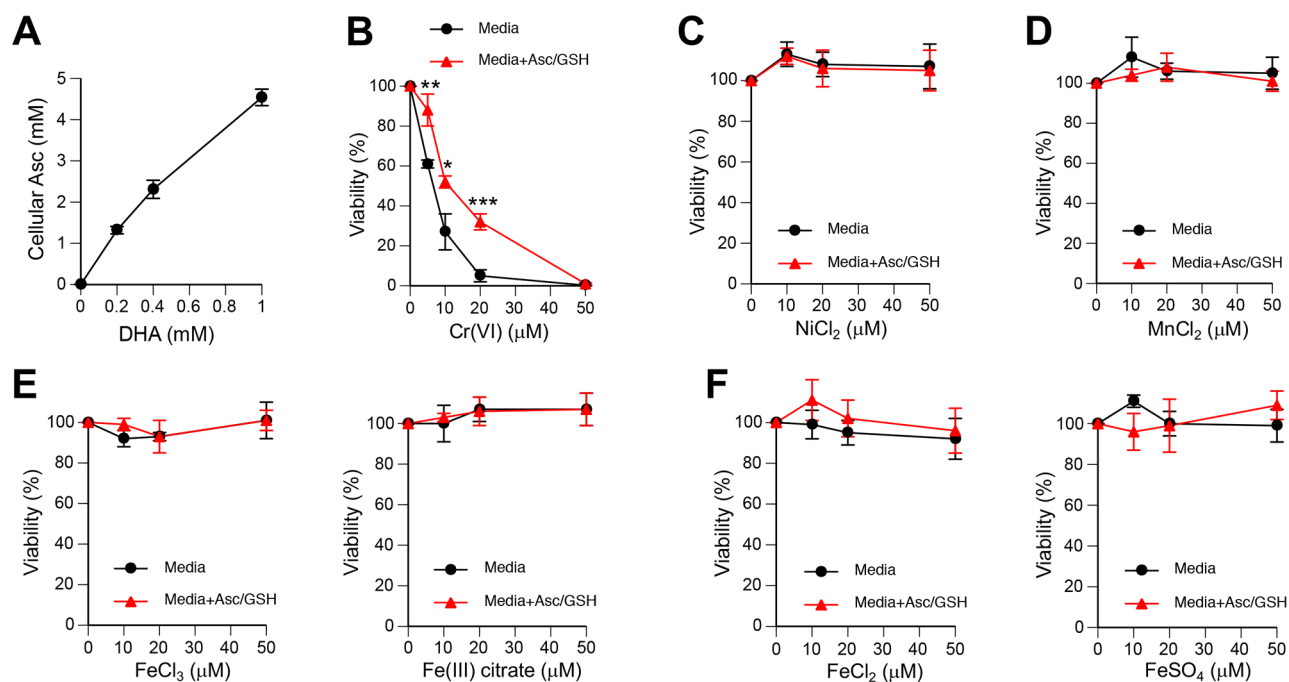 A
Cellular Asc (mM)
5
4
3
2
1
0
0 0.2 0.4 0.6 0.8 1
DHA (mM)
B
Media
Media+Asc/GSH
Viability (%)
100
80
60
40
20
0
** * ***
0 10 20 30 40 50
Cr(VI) (µM)
C
Viability (%)
100
80
60
40
20
0
Media
Media+Asc/GSH
0 10 20 30 40 50
NiCl2 (µM)
D
Viability (%)
100
80
60
40
20
0
Media
Media+Asc/GSH
0 10 20 30 40 50
MnCl2 (µM)
E
Viability (%)
100
80
60
40
20
0
Media
Media+Asc/GSH
0 10 20 30 40 50
FeCl3 (µM)
Viability (%)
100
80
60
40
20
0
Media
Media+Asc/GSH
0 10 20 30 40 50
Fe(III) citrate (µM)
F
Viability (%)
100
80
60
40
20
0
Media
Media+Asc/GSH
0 10 20 30 40 50
FeCl2 (µM)
Viability (%)
100
80
60
40
20
0
Media
Media+Asc/GSH
0 10 20 30 40 50
FeSO4 (µM)